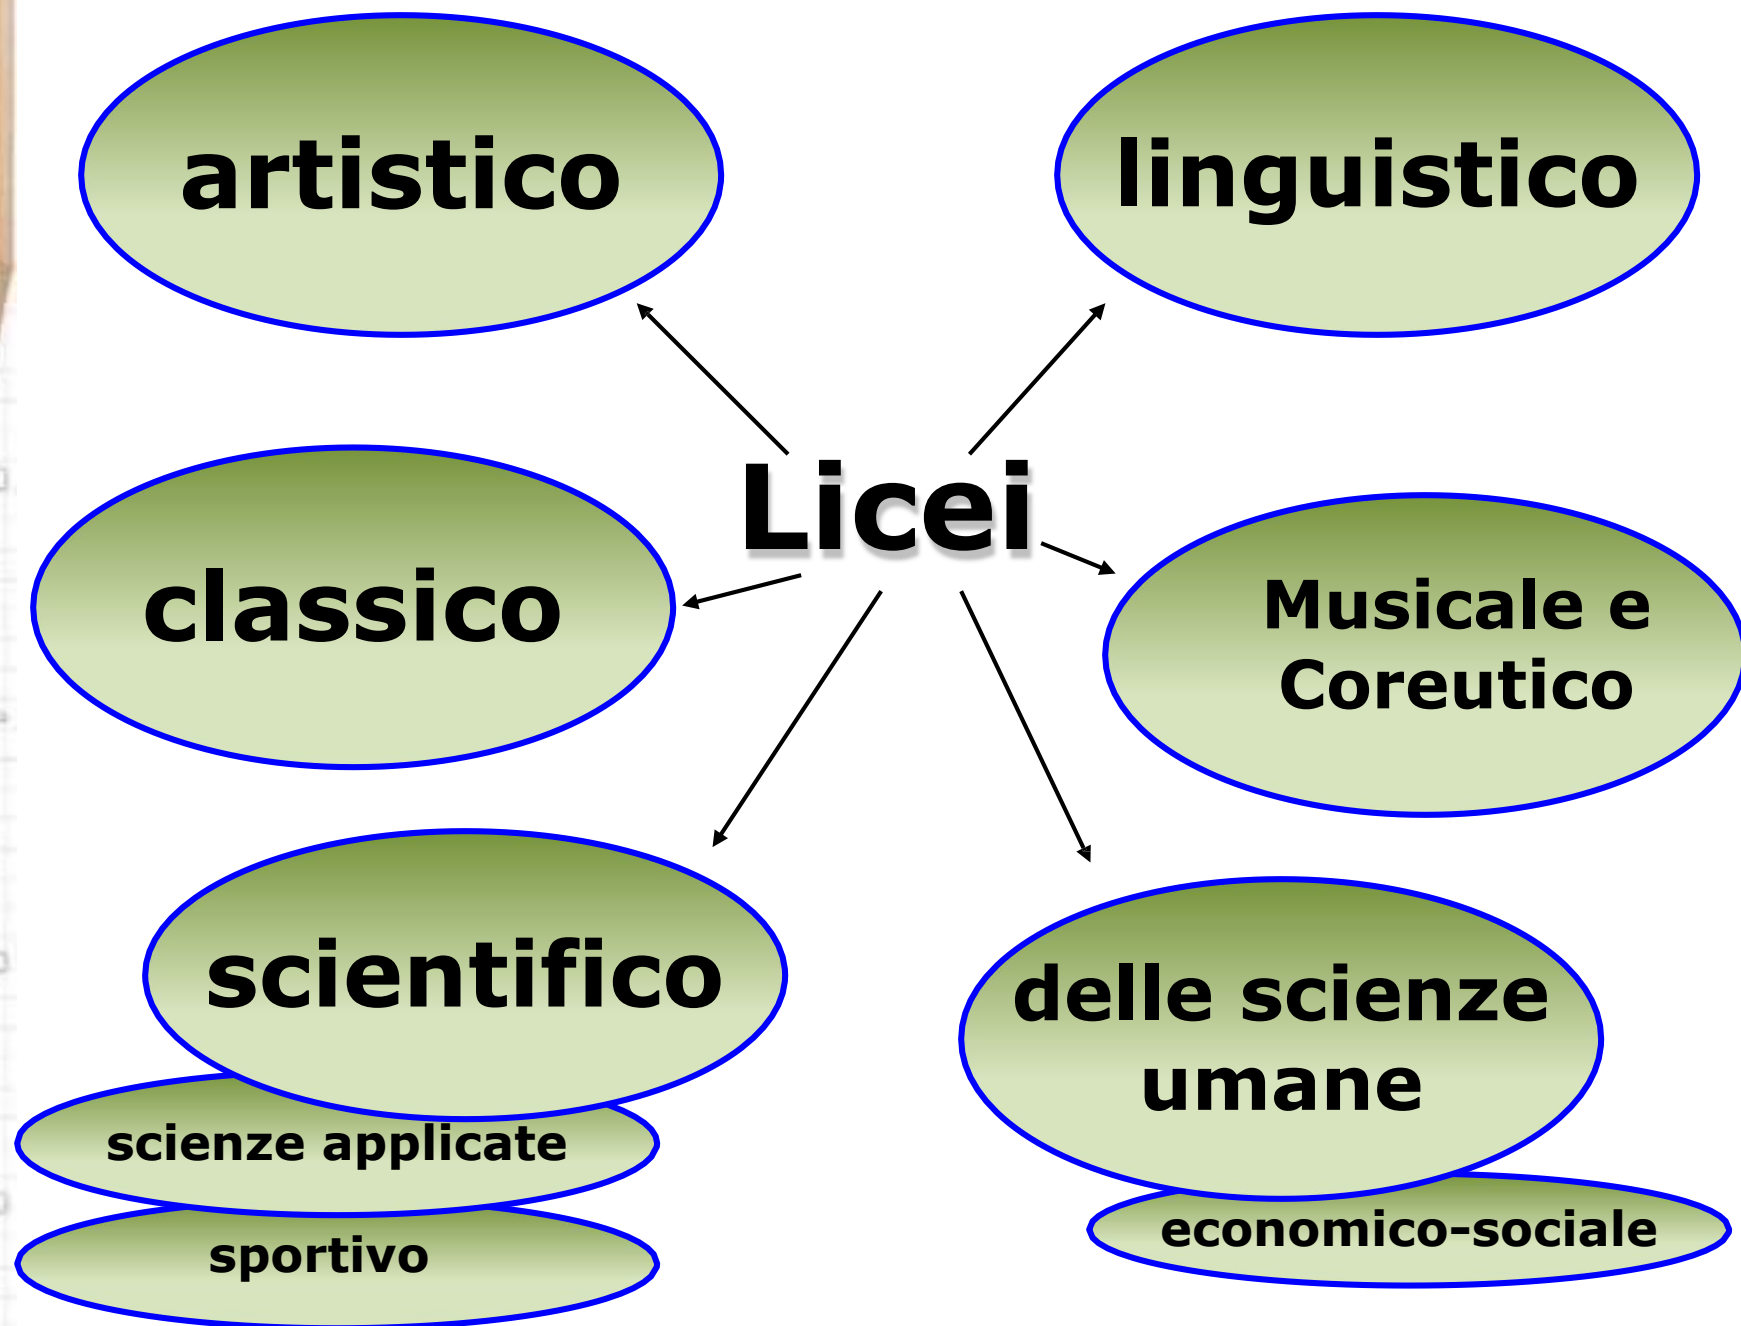 artistico
linguistico
Licei
classico
Musicale e
Coreutico
scientifico
delle scienze
umane
scienze applicate
economico-sociale
sportivo